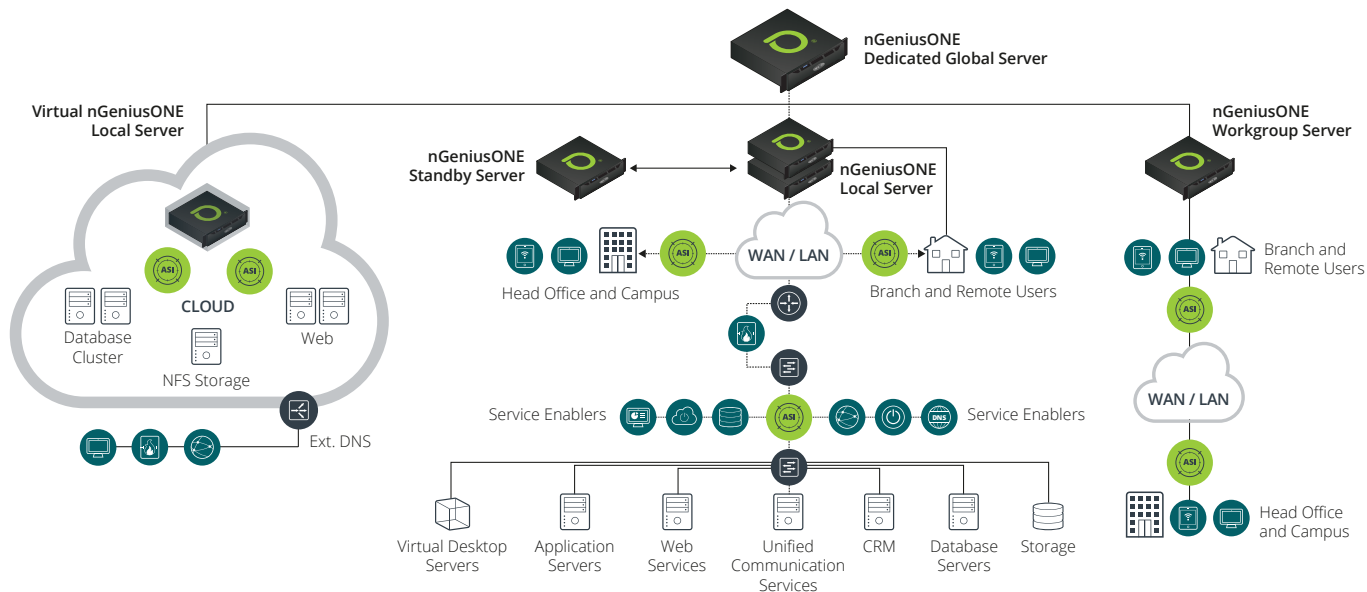 nGeniusONE
Dedicated Global Server
Virtual nGeniusONE
Local Server
nGeniusONE
Workgroup Server
nGeniusONE
Standby Server
nGeniusONE
Local Server
ASI
ASI
CLOUD
Database
Cluster
Web
NFS Storage
Ext. DNS
ASI
WAN / LAN
ASI
Head Office and Campus
Branch and Remote Users
Service Enablers
ASI
DNS
Service Enablers
Virtual Desktop
Servers
Application
Servers
Web
Services
Unified
Communication
Services
CRM
Database
Servers
Storage
Branch and
Remote Users
ASI
WAN / LAN
ASI
Head Office
and Campus